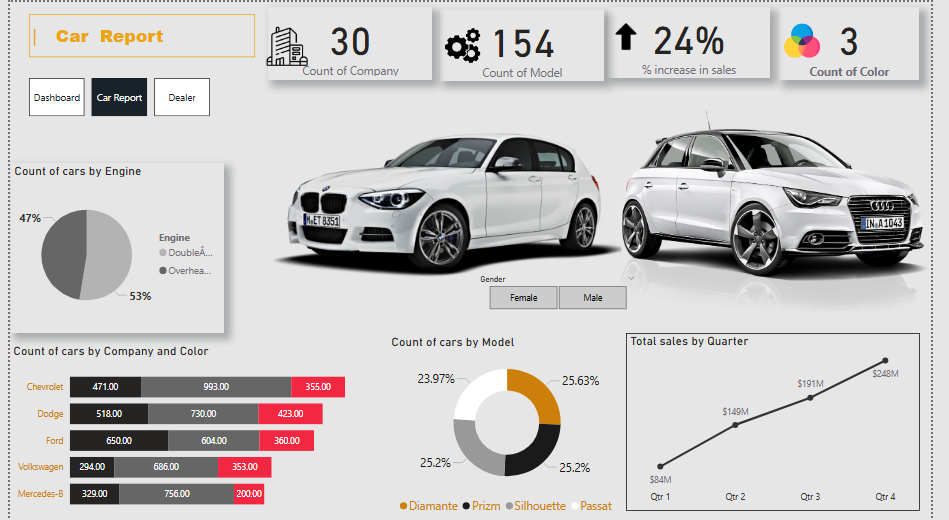 Car Report
30
Count of Company
154
Count of Model
24%
% increase in sales
3
Count of Color
Dashboard
Car Report
Dealer
Count of cars by Engine
47%
53%
Engine
DoubleÂ...
Overhea...
M·ET 8351
IN·A 1043
Gender
Female
Male
Count of cars by Company and Color
Chevrolet 471.00 993.00 355.00
Dodge 518.00 730.00 423.00
Ford 650.00 604.00 360.00
Volkswagen 294.00 686.00 353.00
Mercedes-B 329.00 756.00 200.00
Count of cars by Model
23.97%
25.63%
25.2%
25.2%
Diamante Prizm Silhouette Passat
Total sales by Quarter
$84M
$149M
$191M
$248M
Qtr 1 Qtr 2 Qtr 3 Qtr 4